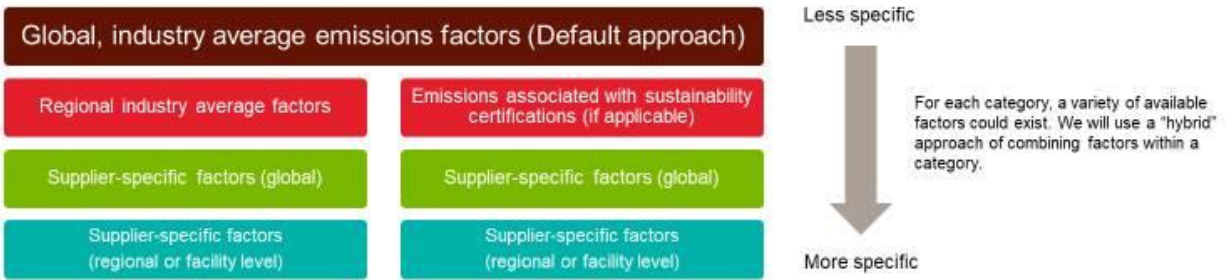 Global, industry average emissions factors (Default approach)
Regional industry average factors
Emissions associated with sustainability
certifications (if applicable)
Supplier-specific factors (global)
Supplier-specific factors (global)
Supplier-specific factors
(regional or facility level)
Supplier-specific factors
(regional or facility level)
Less specific
For each category, a variety of available
factors could exist. We will use a “hybrid”
approach of combining factors within a
category.
More specific